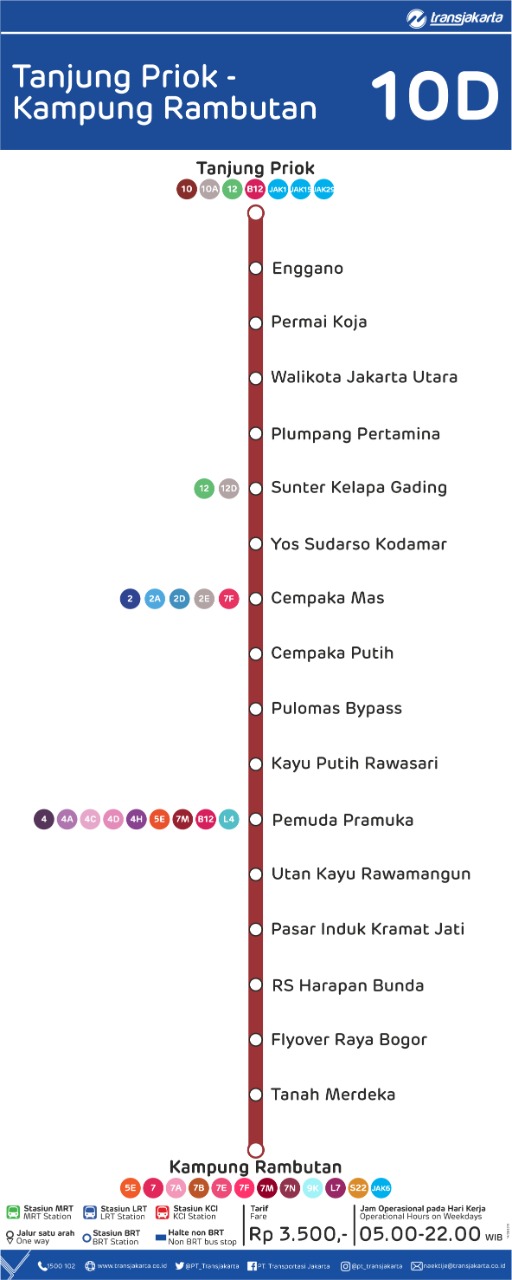 transjakarta
Tanjung Priok -
Kampung Rambutan
10D
Tanjung Priok
10 10A 12 B12 JAK1 JAK15 JAK29
Enggano
Permai Koja
Walikota Jakarta Utara
Plumpang Pertamina
12 12D Sunter Kelapa Gading
Yos Sudarso Kodamar
2 2A 2D 2E 7F Cempaka Mas
Cempaka Putih
Pulomas Bypass
Kayu Putih Rawasari
4 4A 4C 4D 4H 5E 7M B12 L4 Pemuda Pramuka
Utan Kayu Rawamangun
Pasar Induk Kramat Jati
RS Harapan Bunda
Flyover Raya Bogor
Tanah Merdeka
Kampung Rambutan
5E 7 7A 7B 7E 7F 7M 7N 9K L7 S22 JAK6
Stasiun MRT
MRT Station
Stasiun LRT
LRT Station
Stasiun KCI
KCI Station
Jalur satu arah
One way
Stasiun BRT
BRT Station
Halte non BRT
Non BRT bus stop
Tarif
Fare
Rp 3.500,-
Jam Operasional pada Hari Kerja
Operational Hours on Weekdays
05.00-22.00 WIB
1500 102 www.transjakarta.co.id @PT_Transjakarta PT Transportasi Jakarta @pt_transjakarta naektije@transjakarta.co.id